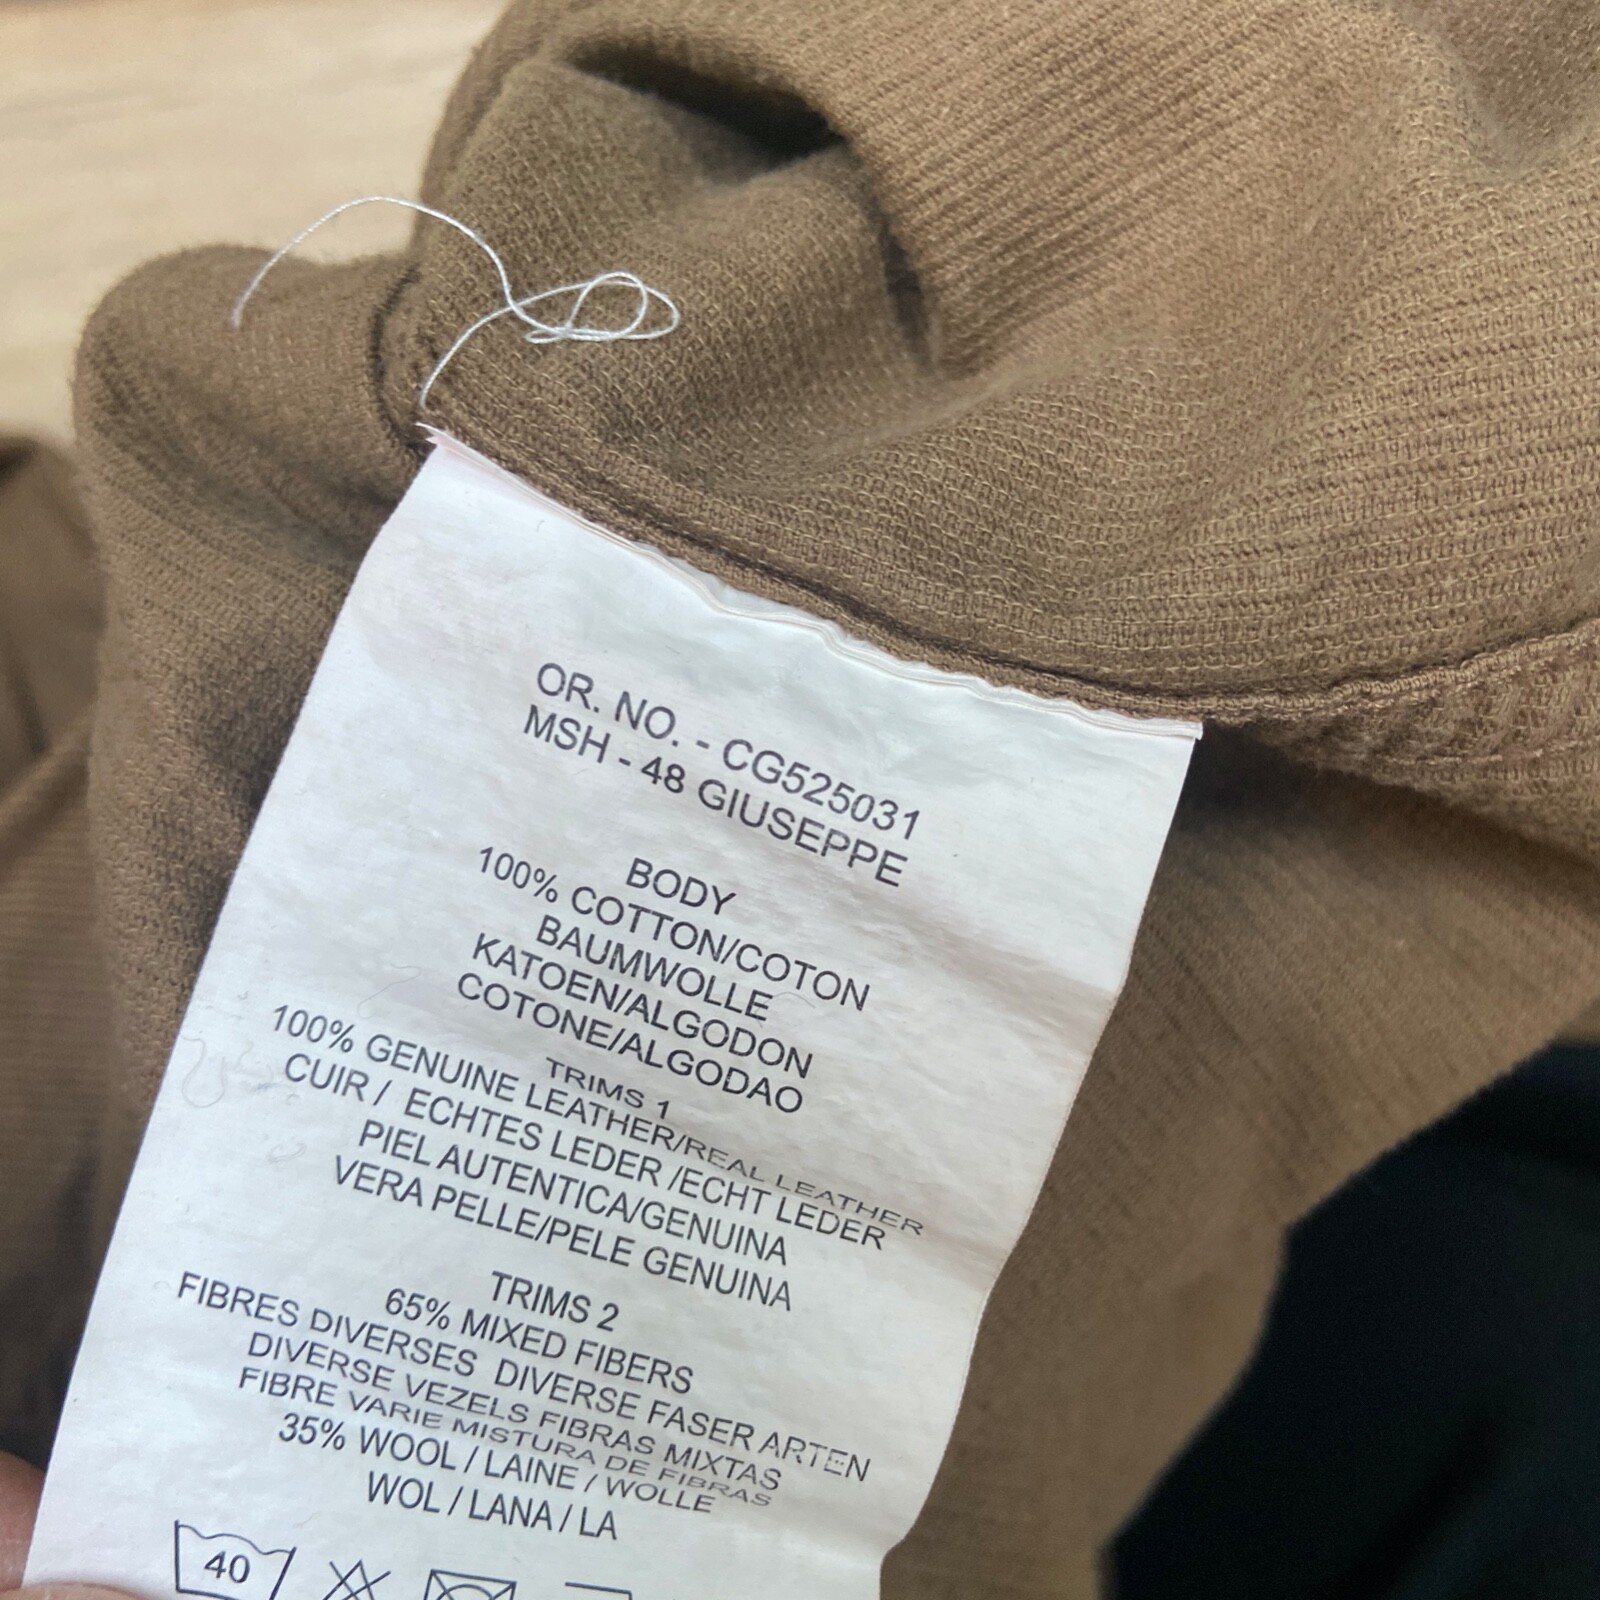 OR. NO. - CG525031
MSH - 48 GIUSEPPE
BODY
100% COTTON/COTON
BAUMWOLLE
KATOEN/ALGODON
COTONE/ALGODAO
TRIMS 1
100% GENUINE LEATHER/REAL LEATHER
CUIR / ECHTES LEDER /ECHT LEDER
PIEL AUTENTICA/GENUINA
VERA PELLE/PELE GENUINA
TRIMS 2
65% MIXED FIBERS
FIBRES DIVERSES DIVERSE FASER ARTEN
DIVERSE VEZELS FIBRAS MIXTAS
FIBRE VARIE MISTURA DE FIBRAS
35% WOOL / LAINE / WOLLE
WOL / LANA / LA
40